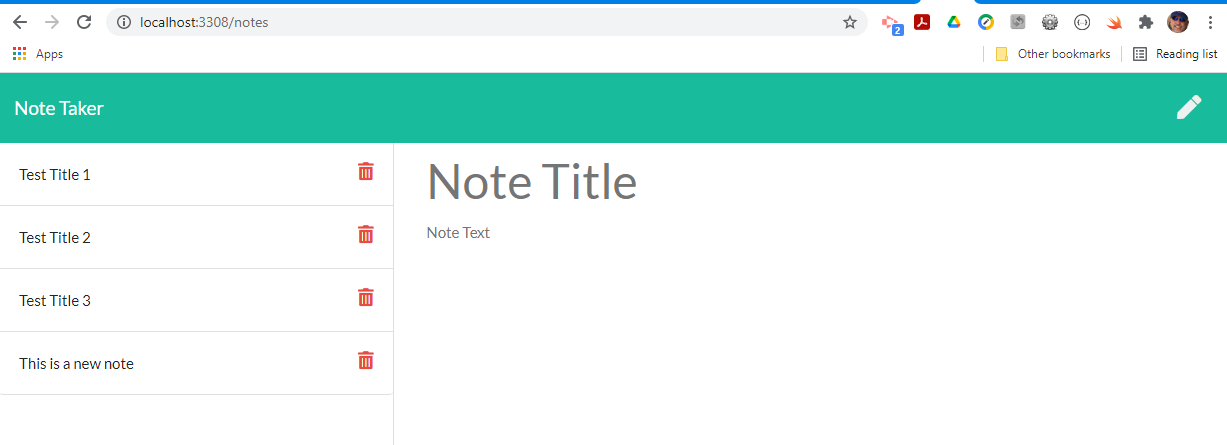 localhost:3308/notes
2
Apps
Other bookmarks
Reading list
Note Taker
Test Title 1
Test Title 2
Test Title 3
This is a new note
Note Title
Note Text